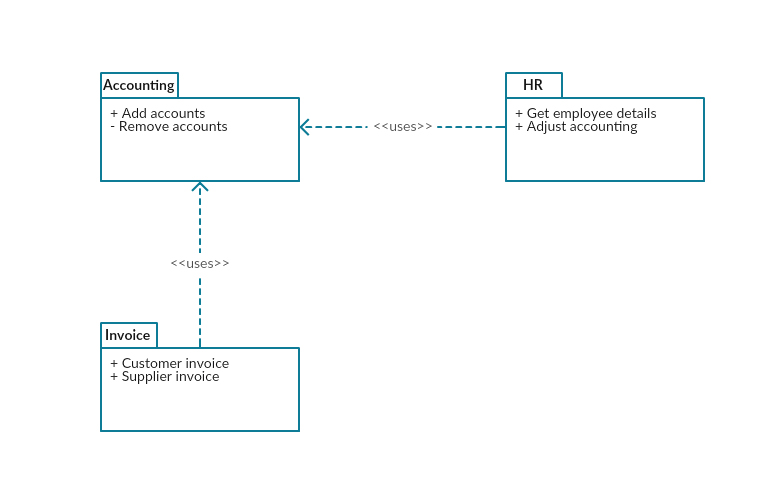 Accounting
+ Add accounts
- Remove accounts
<<uses>>
HR
+ Get employee details
+ Adjust accounting
<<uses>>
Invoice
+ Customer invoice
+ Supplier invoice